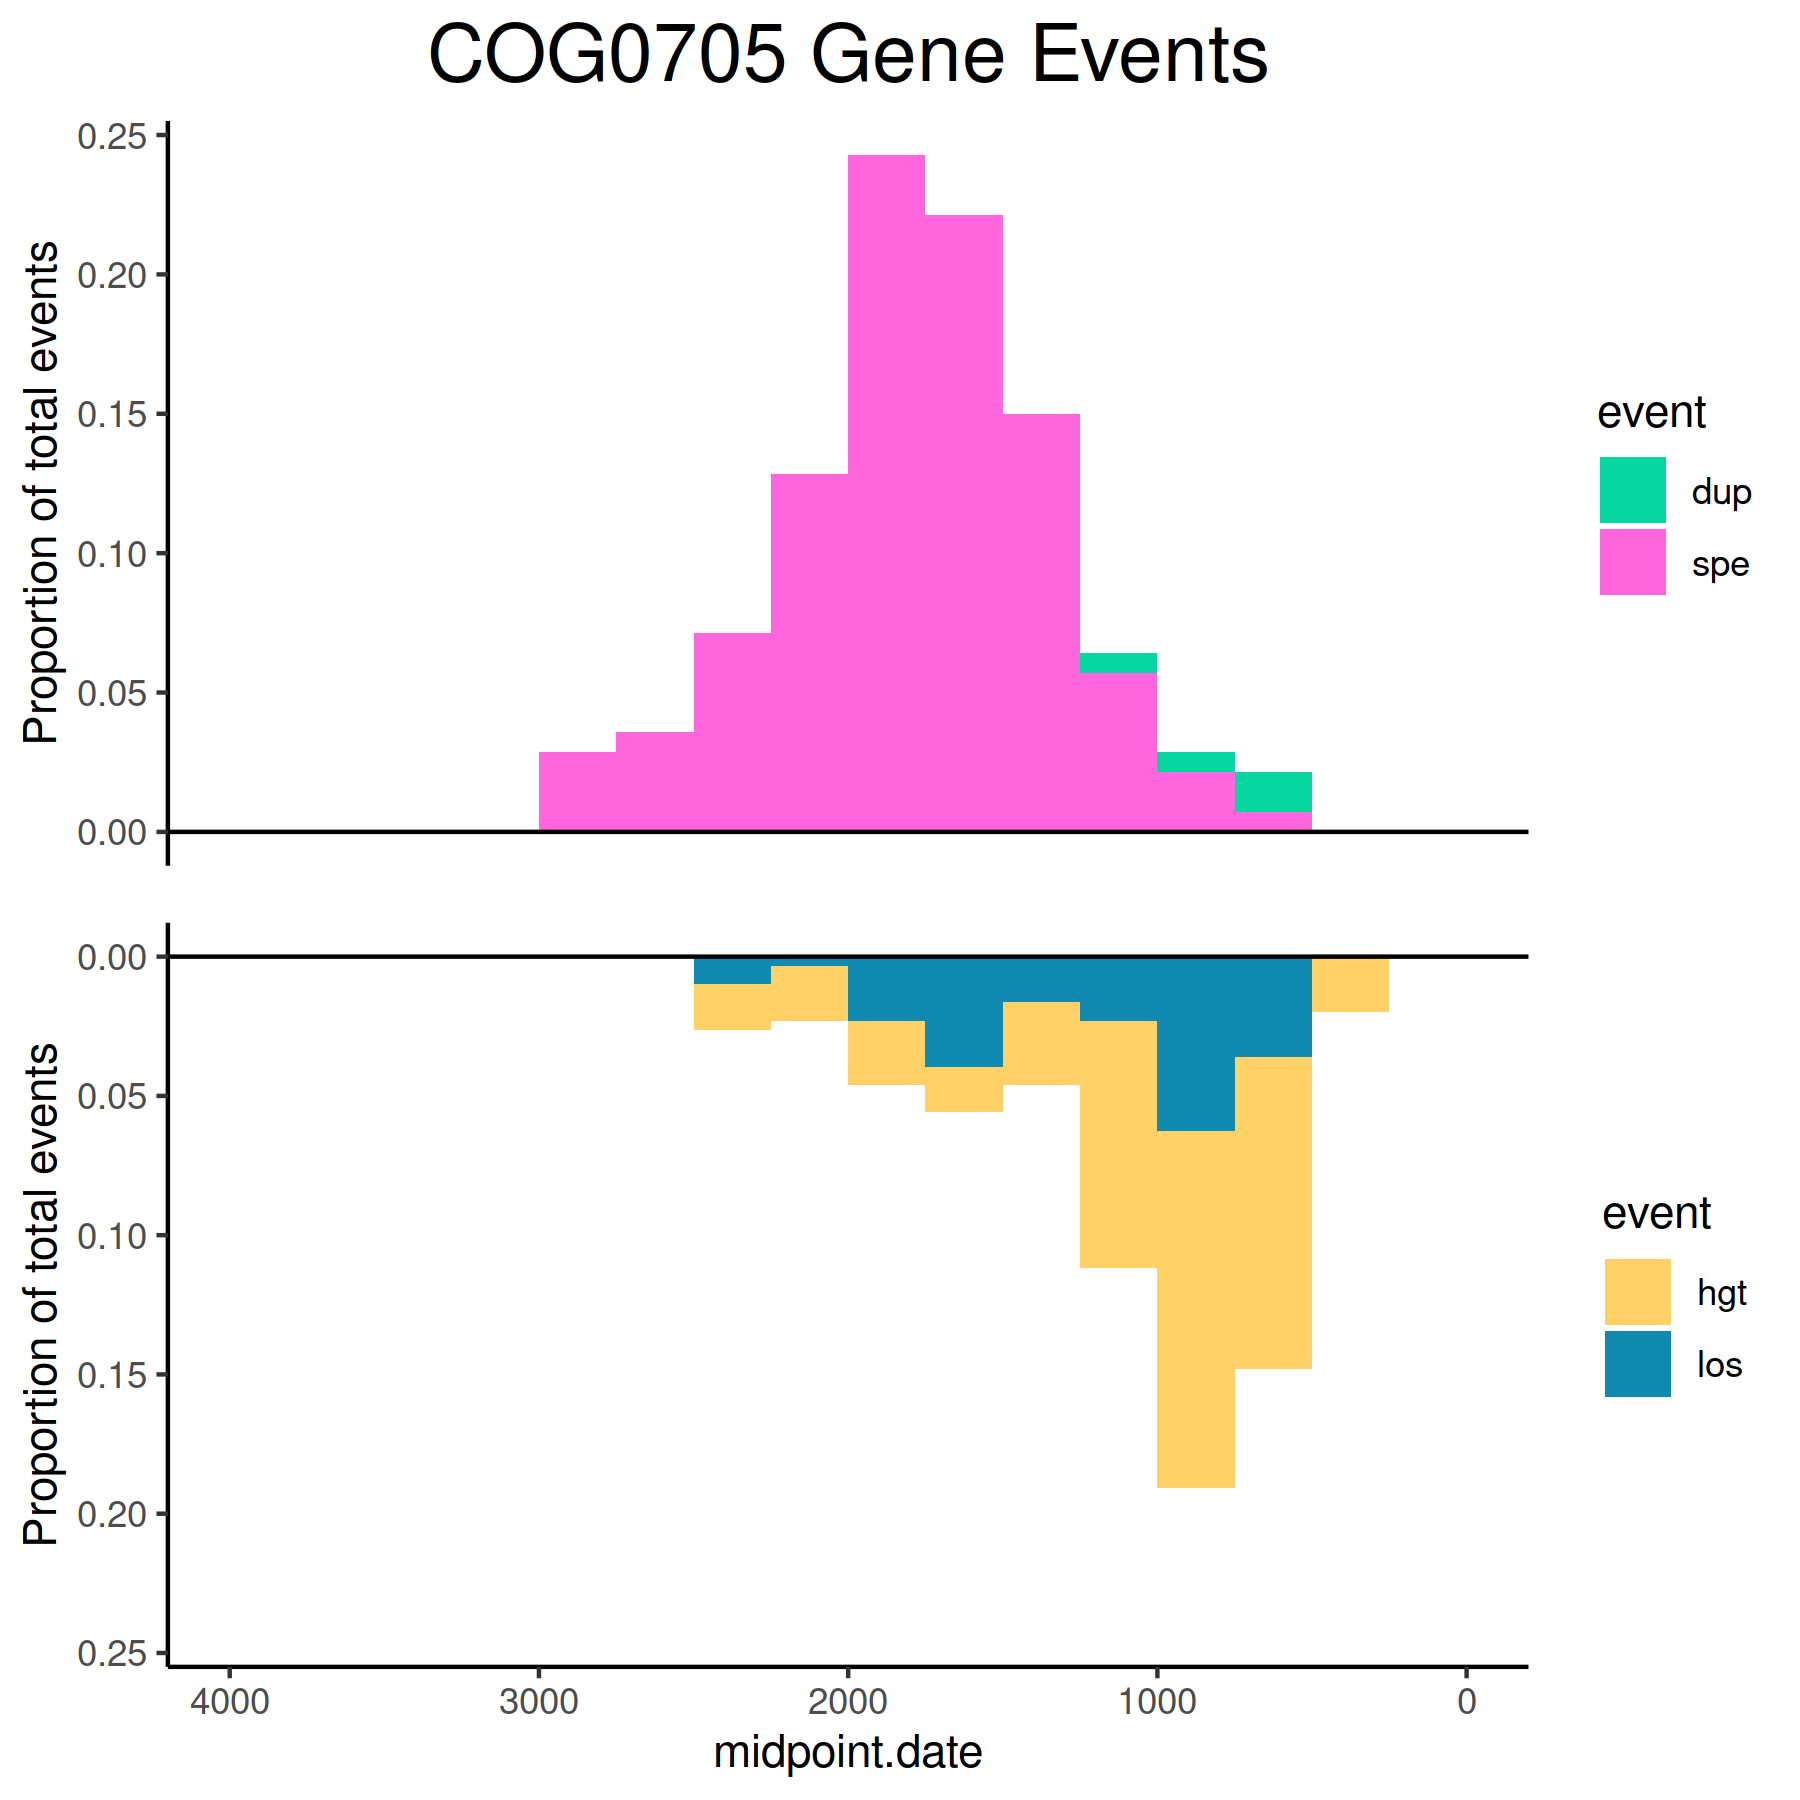 COG0705 Gene Events
Proportion of total events
0.25
0.20
0.15
0.10
0.05
0.00
event
dup
spe
Proportion of total events
0.00
0.05
0.10
0.15
0.20
0.25
event
hgt
los
4000 3000 2000 1000 0
midpoint.date